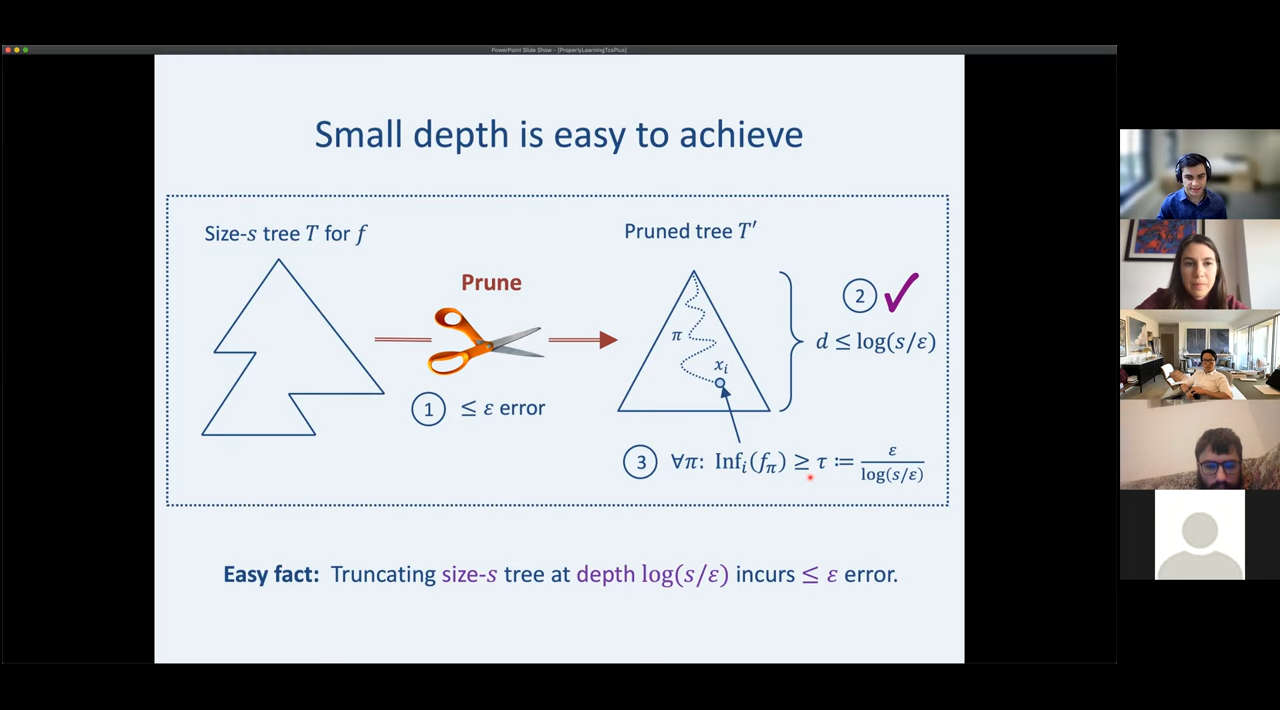 PowerPoint Slide Show - [ProperlyLearningTcsPlus]
Small depth is easy to achieve
Size-s tree T for f
Prune
1 ≤ ε error
Pruned tree T′
π
x_i
2 ✓
d ≤ log(s/ε)
3 ∀π: Inf_i(f_π) ≥ τ ≔ ε / log(s/ε)
Easy fact: Truncating size-s tree at depth log(s/ε) incurs ≤ ε error.